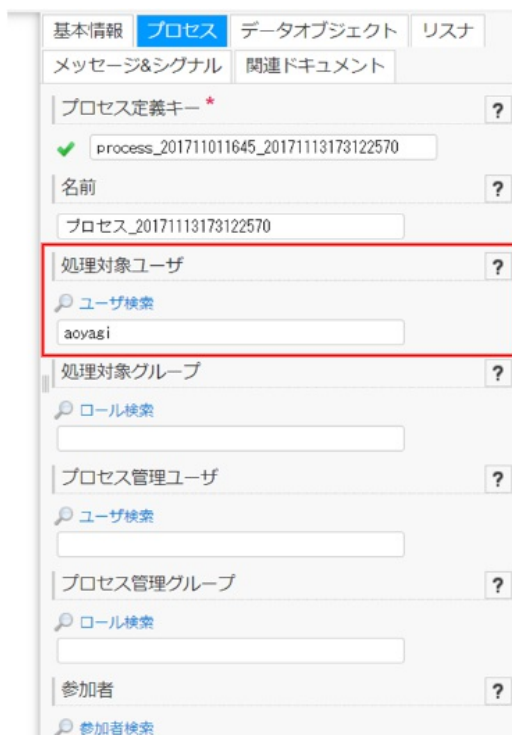 基本情報 プロセス データオブジェクト リスナ
メッセージ&シグナル 関連ドキュメント
プロセス定義キー * ?
process_201711011645_20171113173122570
名前 ?
プロセス_20171113173122570
処理対象ユーザ ?
ユーザ検索
aoyagi
処理対象グループ ?
ロール検索
プロセス管理ユーザ ?
ユーザ検索
プロセス管理グループ ?
ロール検索
参加者 ?
参加者検索